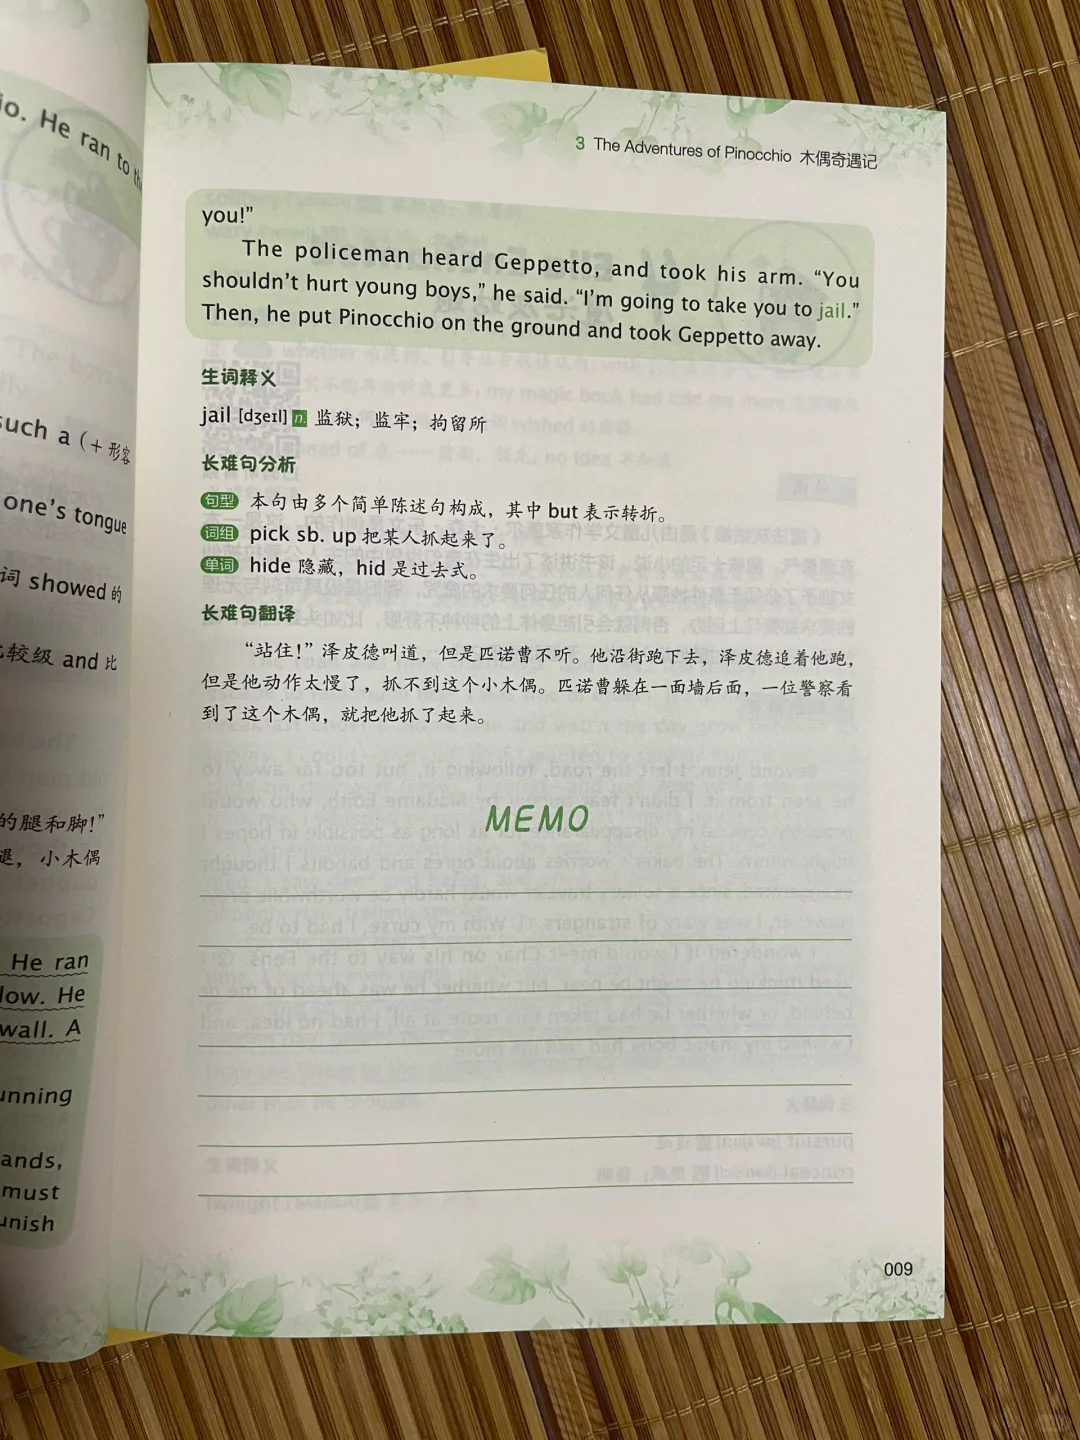 io. He ran to
such a (+ 形容
one's tongue
词 showed 的
比较级 and 比
的腿和脚!”
退, 小木偶
He ran
low. He
wall. A
unning
ands,
must
unish
3 The Adventures of Pinocchio 木偶奇遇记
you!”
The policeman heard Geppetto, and took his arm. “You
shouldn’t hurt young boys,” he said. “I’m going to take you to jail.”
Then, he put Pinocchio on the ground and took Geppetto away.
生词释义
jail [dʒeɪl] n. 监狱；监牢；拘留所
长难句分析
句型 本句由多个简单陈述句构成，其中 but 表示转折。
词组 pick sb. up 把某人抓起来了。
单词 hide 隐藏，hid 是过去式。
长难句翻译
“站住！”泽皮德叫道，但是匹诺曹不听。他沿街跑下去，泽皮德追着他跑，
但是他动作太慢了，抓不到这个小木偶。匹诺曹躲在一面墙后面，一位警察看
到了这个木偶，就把他抓了起来。
MEMO
009